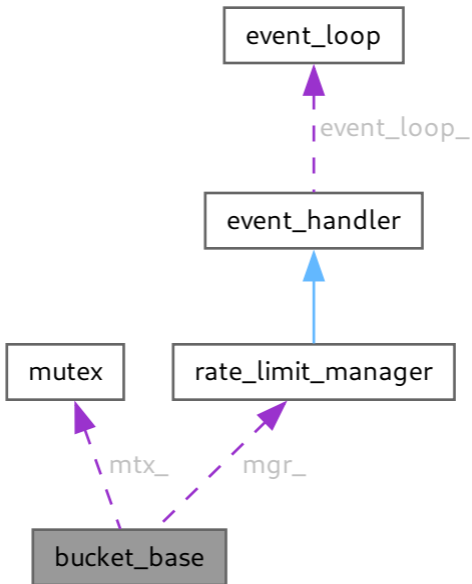 event_loop
event_loop_
event_handler
mutex
rate_limit_manager
mtx_
mgr_
bucket_base